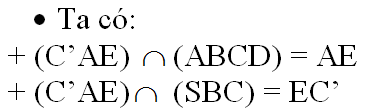 • Ta có:
+ (C’AE) ∩ (ABCD) = AE
+ (C’AE) ∩ (SBC) = EC’